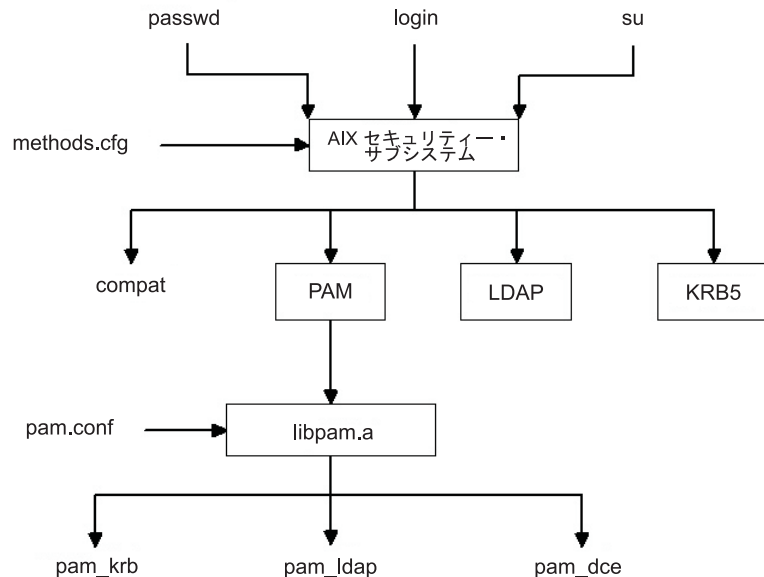 passwd
login
su
methods.cfg
AIX セキュリティー・
サブシステム
compat
PAM
LDAP
KRB5
pam.conf
libpam.a
pam_krb
pam_ldap
pam_dce